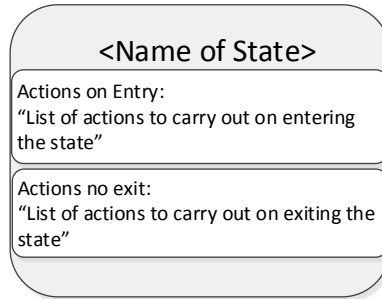 <Name of State>
Actions on Entry:
“List of actions to carry out on entering
the state”
Actions no exit:
“List of actions to carry out on exiting the
state”